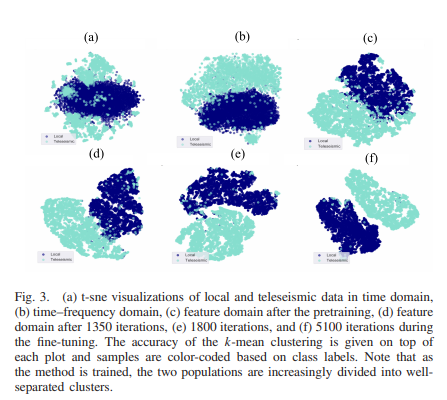 (a)
(b)
(c)
Local
Teleseismic
Local
Teleseismic
Local
Teleseismic
(d)
(e)
(f)
Local
Teleseismic
Local
Teleseismic
Local
Teleseismic
Fig. 3. (a) t-sne visualizations of local and teleseismic data in time domain,
(b) time–frequency domain, (c) feature domain after the pretraining, (d) feature
domain after 1350 iterations, (e) 1800 iterations, and (f) 5100 iterations during
the fine-tuning. The accuracy of the k-mean clustering is given on top of
each plot and samples are color-coded based on class labels. Note that as
the method is trained, the two populations are increasingly divided into well-
separated clusters.